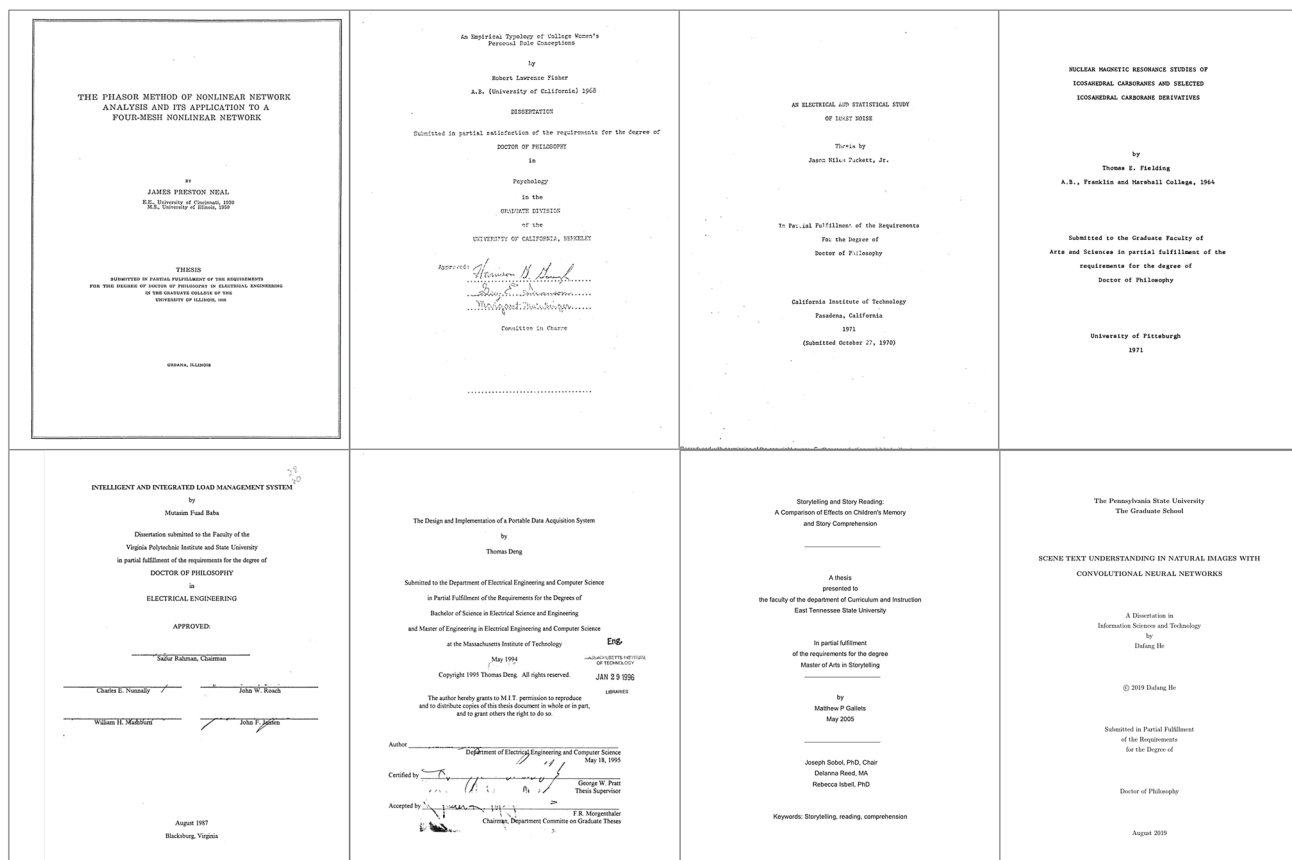 THE PHASOR METHOD OF NONLINEAR NETWORK
ANALYSIS AND ITS APPLICATION TO A
FOUR-MESH NONLINEAR NETWORK
BY
JAMES PRESTON NEAL
E.E., University of Cincinnati, 1930
M.S., University of Illinois, 1950
THESIS
SUBMITTED IN PARTIAL FULFILLMENT OF THE REQUIREMENTS
FOR THE DEGREE OF DOCTOR OF PHILOSOPHY IN ELECTRICAL ENGINEERING
IN THE GRADUATE COLLEGE OF THE
UNIVERSITY OF ILLINOIS,
URBANA, ILLINOIS
An Empirical Typology of College Women's
Personal Role Conceptions
by
Robert Lawrence Fisher
A.B. (University of California) 1968
DISSERTATION
Submitted in partial satisfaction of the requirements for the degree of
DOCTOR OF PHILOSOPHY
in
Psychology
in the
GRADUATE DIVISION
of the
UNIVERSITY OF CALIFORNIA, BERKELEY
Approved:
Committee in Charge
AN ELECTRICAL AND STATISTICAL STUDY
OF BURST NOISE
Thesis by
Jason Niles Puckett, Jr.
In Partial Fulfillment of the Requirements
For the Degree of
Doctor of Philosophy
California Institute of Technology
Pasadena, California
1971
(Submitted October 27, 1970)
NUCLEAR MAGNETIC RESONANCE STUDIES OF
ICOSAHEDRAL CARBORANES AND SELECTED
ICOSAHEDRAL CARBORANE DERIVATIVES
by
Thomas E. Fielding
A.B., Franklin and Marshall College, 1964
Submitted to the Graduate Faculty of
Arts and Sciences in partial fulfillment of the
requirements for the degree of
Doctor of Philosophy
University of Pittsburgh
1971
INTELLIGENT AND INTEGRATED LOAD MANAGEMENT SYSTEM
by
Mutasim Fuad Baba
Dissertation submitted to the Faculty of the
Virginia Polytechnic Institute and State University
in partial fulfillment of the requirements for the degree of
DOCTOR OF PHILOSOPHY
in
ELECTRICAL ENGINEERING
APPROVED:
Saifur Rahman, Chairman
Charles E. Nunnally John W. Roach
William H. Mashburn John F. Jansen
August 1987
Blacksburg, Virginia
The Design and Implementation of a Portable Data Acquisition System
by
Thomas Deng
Submitted to the Department of Electrical Engineering and Computer Science
in Partial Fulfillment of the Requirements for the Degrees of
Bachelor of Science in Electrical Science and Engineering
and Master of Engineering in Electrical Engineering and Computer Science
at the Massachusetts Institute of Technology
May 1994
Copyright 1995 Thomas Deng. All rights reserved.
The author hereby grants to M.I.T. permission to reproduce
and to distribute copies of this thesis document in whole or in part,
and to grant others the right to do so.
Eng.
MASSACHUSETTS INSTITUTE
OF TECHNOLOGY
JAN 29 1996
LIBRARIES
Author
Department of Electrical Engineering and Computer Science
May 18, 1995
Certified by
George W. Pratt
Thesis Supervisor
Accepted by
F.R. Morgenthaler
Chairman, Department Committe on Graduate Theses
Storytelling and Story Reading:
A Comparison of Effects on Children's Memory
and Story Comprehension
A thesis
presented to
the faculty of the department of Curriculum and Instruction
East Tennessee State University
In partial fulfillment
of the requirements for the degree
Master of Arts in Storytelling
by
Matthew P Gallets
May 2005
Joseph Sobol, PhD, Chair
Delanna Reed, MA
Rebecca Isbell, PhD
Keywords: Storytelling, reading, comprehension
The Pennsylvania State University
The Graduate School
SCENE TEXT UNDERSTANDING IN NATURAL IMAGES WITH
CONVOLUTIONAL NEURAL NETWORKS
A Dissertation in
Information Sciences and Technology
by
Dafang He
© 2019 Dafang He
Submitted in Partial Fulfillment
of the Requirements
for the Degree of
Doctor of Philosophy
August 2019